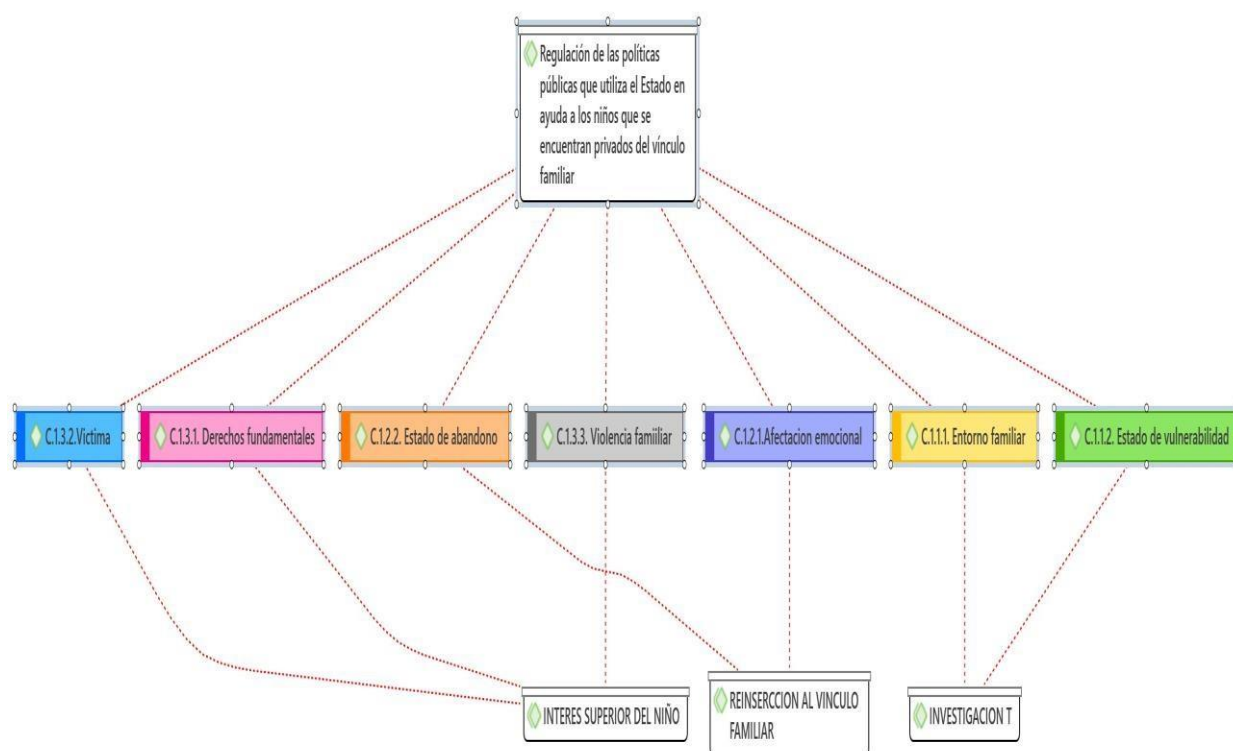 Regulación de las políticas
públicas que utiliza el Estado en
ayuda a los niños que se
encuentran privados del vínculo
familiar
C.1.3.2.Víctima
C.1.3.1. Derechos fundamentales
C.1.2.2. Estado de abandono
C.1.3.3. Violencia famiiliar
C.1.2.1.Afectacion emocional
C.1.1.1. Entorno familiar
C.1.1.2. Estado de vulnerabilidad
INTERES SUPERIOR DEL NIÑO
REINSERCCION AL VINCULO
FAMILIAR
INVESTIGACION T